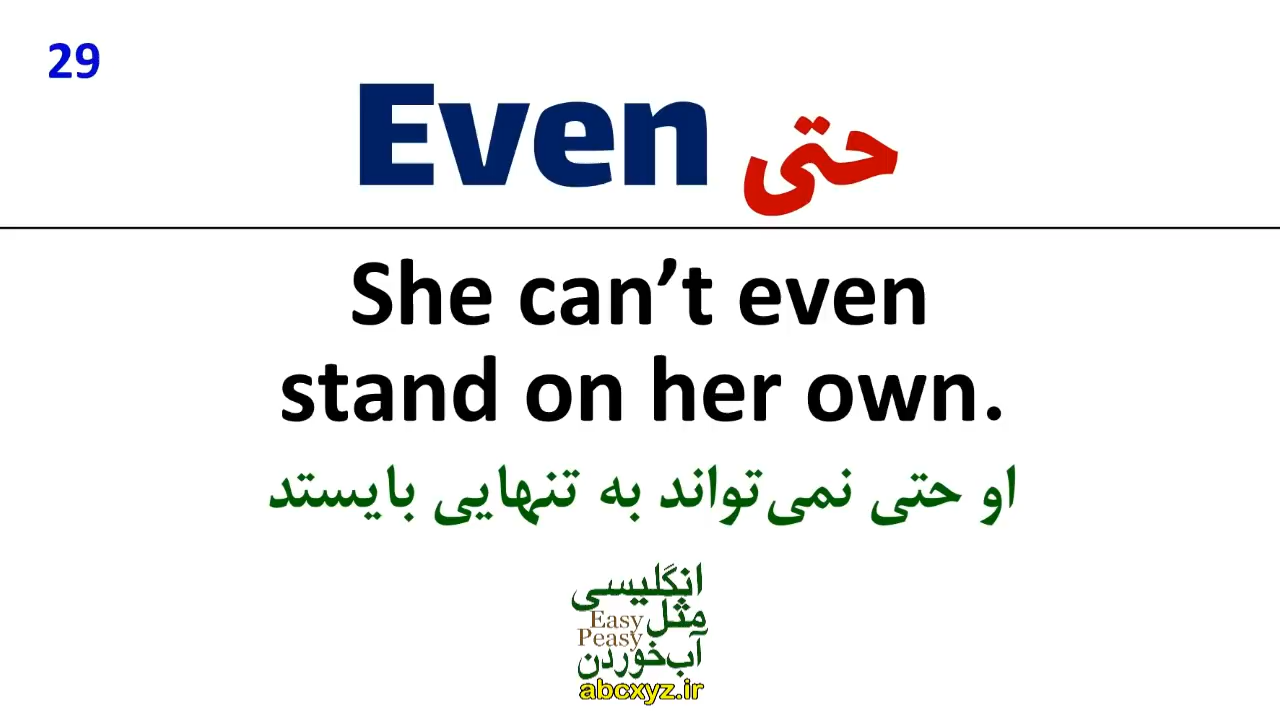 29
Even حتی
She can’t even
stand on her own.
او حتی نمی‌تواند به تنهایی بایستد
انگلیسی
مثل Easy
Peasy
آب‌خوردن
abcxyz.ir